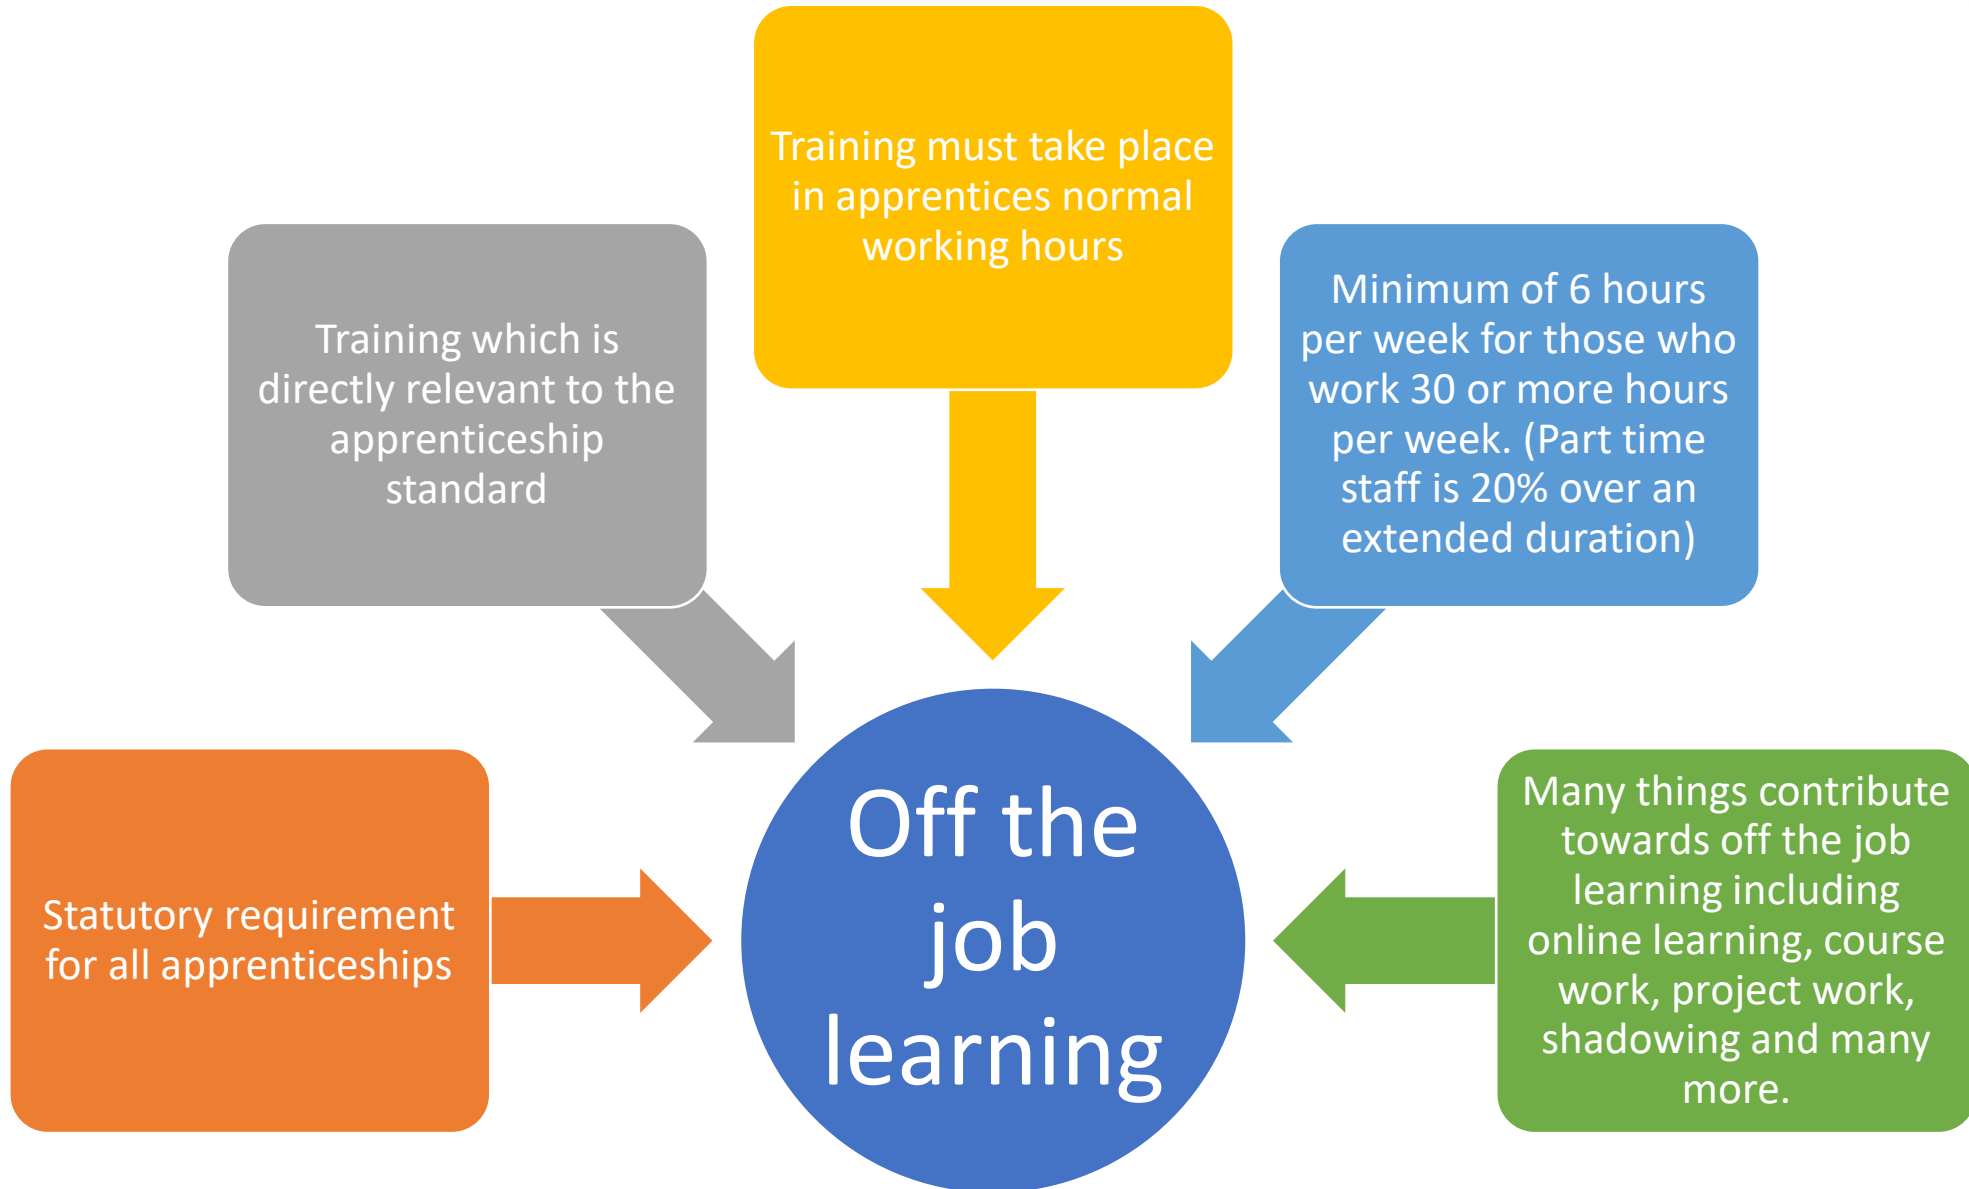 Training must take place
in apprentices normal
working hours
Training which is
directly relevant to the
apprenticeship
standard
Minimum of 6 hours
per week for those who
work 30 or more hours
per week. (Part time
staff is 20% over an
extended duration)
Statutory requirement
for all apprenticeships
Off the
job
learning
Many things contribute
towards off the job
learning including
online learning, course
work, project work,
shadowing and many
more.